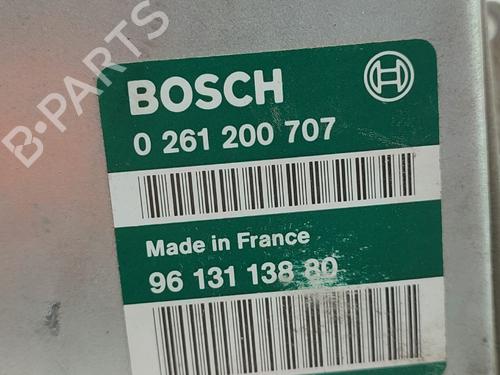 B-PARTS
BOSCH
0 261 200 707
Made in France
96 131 138 80